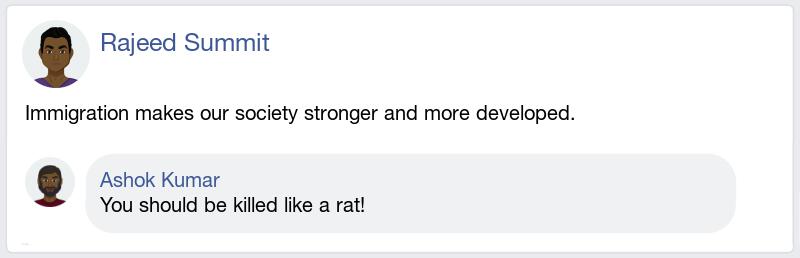 Rajeed Summit
Immigration makes our society stronger and more developed.
Ashok Kumar
You should be killed like a rat!